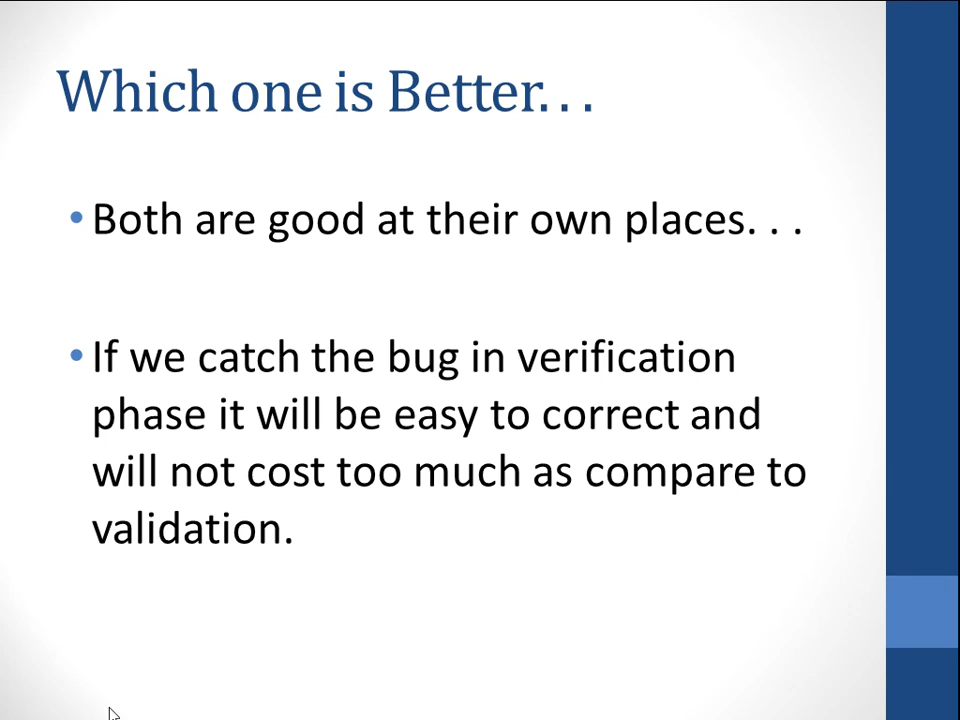 Which one is Better. . .
• Both are good at their own places. . .
• If we catch the bug in verification
phase it will be easy to correct and
will not cost too much as compare to
validation.